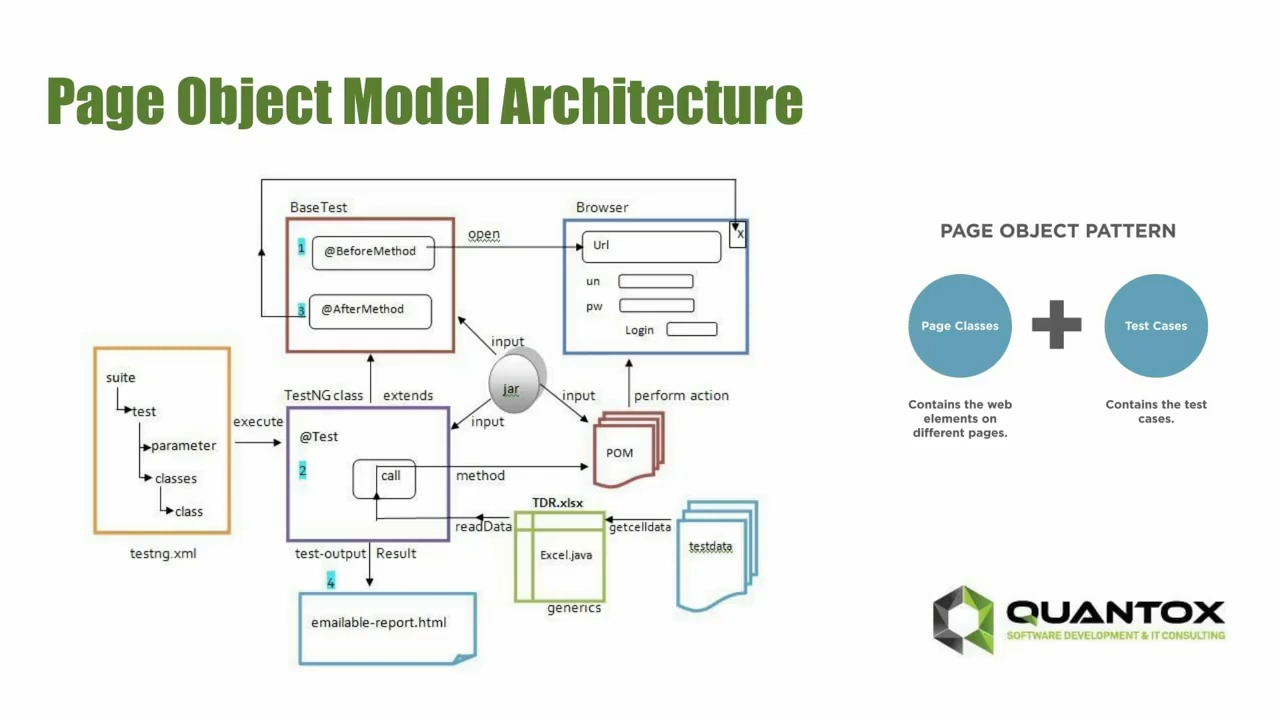 Page Object Model Architecture
BaseTest
Browser
1
@BeforeMethod
open
Url
X
un
pw
3
@AfterMethod
Login
input
jar
input
input
TestNG class
extends
perform action
suite
test
parameter
classes
class
testng.xml
execute
@Test
2
call
method
POM
TDR.xlsx
readData
getcelldata
Excel.java
testdata
generics
test-output
Result
4
emailable-report.html
PAGE OBJECT PATTERN
Page Classes
Test Cases
Contains the web
elements on
different pages.
Contains the test
cases.
QUANTOX
SOFTWARE DEVELOPMENT & IT CONSULTING